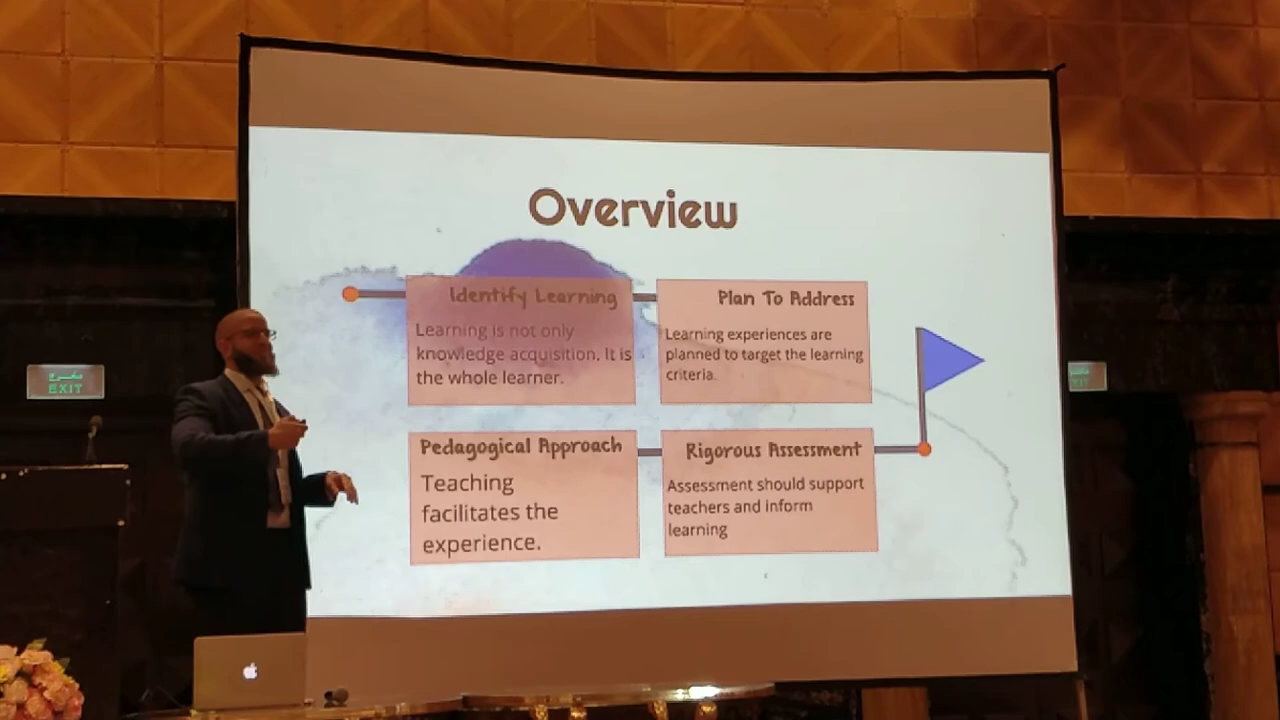 Overview
Identify Learning
Learning is not only
knowledge acquisition. It is
the whole learner.
Plan To Address
Learning experiences are
planned to target the learning
criteria.
Pedagogical Approach
Teaching
facilitates the
experience.
Rigorous Assessment
Assessment should support
teachers and inform
learning
مخرج
EXIT